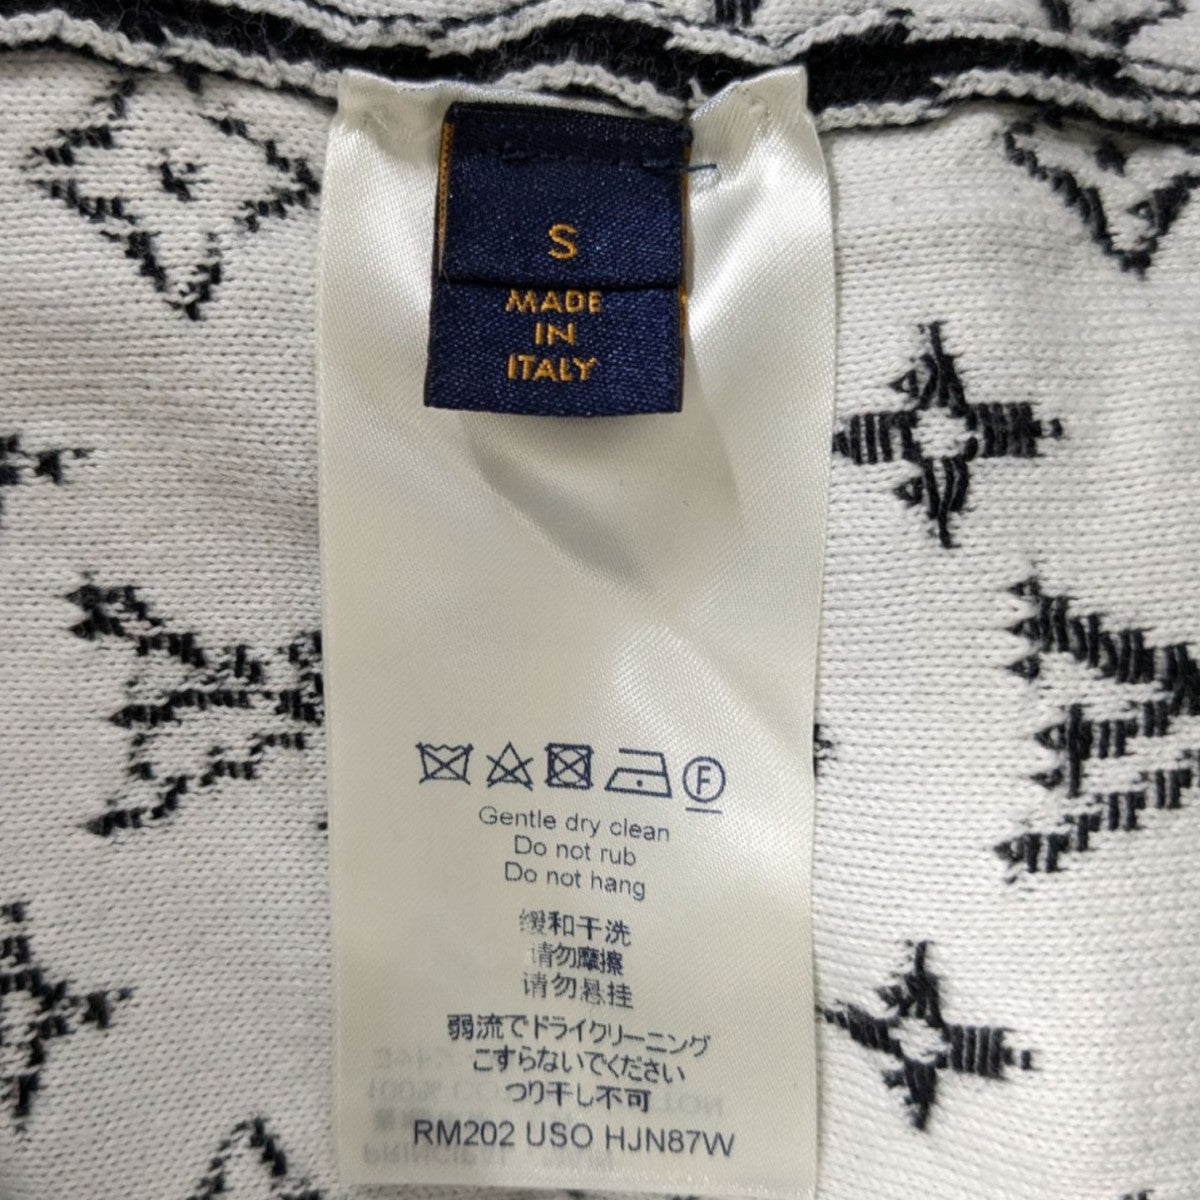 S
MADE
IN
ITALY
F
Gentle dry clean
Do not rub
Do not hang
缓和干洗
请勿摩擦
请勿悬挂
弱流でドライクリーニング
こすらないでください
つり干し不可
RM202 USO HJN87W